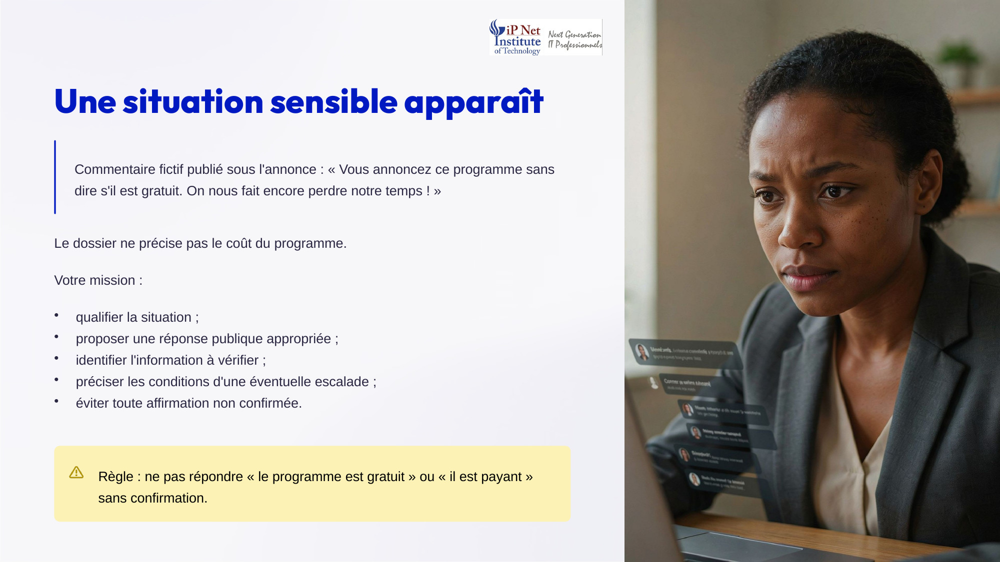 iP Net
Institute
of Technology
Next Generation
IT Professionnels
Une situation sensible apparaît
Commentaire fictif publié sous l'annonce : « Vous annoncez ce programme sans
dire s'il est gratuit. On nous fait encore perdre notre temps ! »
Le dossier ne précise pas le coût du programme.
Votre mission :
• qualifier la situation ;
• proposer une réponse publique appropriée ;
• identifier l'information à vérifier ;
• préciser les conditions d'une éventuelle escalade ;
• éviter toute affirmation non confirmée.
Règle : ne pas répondre « le programme est gratuit » ou « il est payant »
sans confirmation.